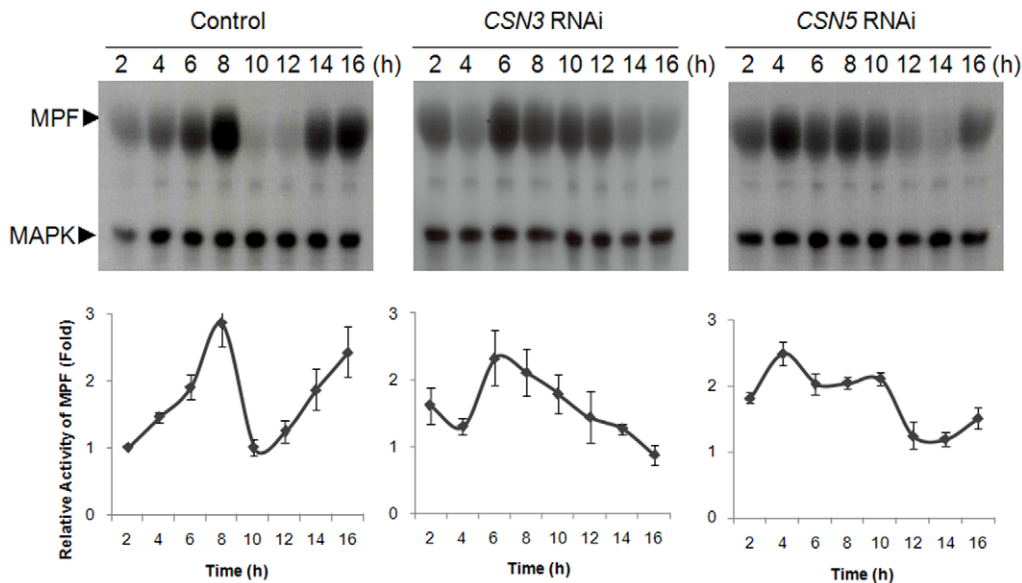 Control CSN3 RNAi CSN5 RNAi
2 4 6 8 10 12 14 16 (h) 2 4 6 8 10 12 14 16 (h) 2 4 6 8 10 12 14 16 (h)
MPF
MAPK
Relative Activity of MPF (Fold)
3
2
1
0
2 4 6 8 10 12 14 16
Time (h)
3
2
1
0
2 4 6 8 10 12 14 16
Time (h)
3
2
1
0
2 4 6 8 10 12 14 16
Time (h)